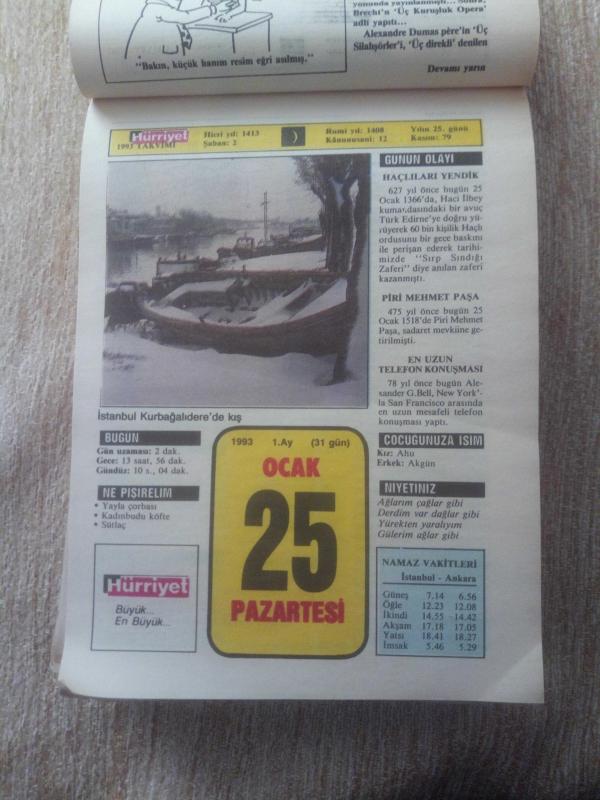 yonunda yayınlanmıştı... Sonra,
Brecht'n 'Üç Kuruşluk Opera'
adlı yapıtı...
Alexandre Dumas père'in 'Üç
Silahşörler'i, 'Üç direkli' denilen
Devamı yarın
"Bakın, küçük hanım resim eğri asılmış."
Hürriyet
1993 TAKVİMİ
Hicri yıl: 1413
Şaban: 2
Rumi yıl: 1408
Kânunusani: 12
Yılın 25. günü
Kasım: 79
GÜNÜN OLAYI
HAÇLILARI YENDİK
627 yıl önce bugün 25
Ocak 1366'da, Hacı İlbey
kumandasındaki bir avuç
Türk Edirne'ye doğru yü-
rüyerek 60 bin kişilik Haçlı
ordusunu bir gece baskını
ile perişan ederek tarihi-
mizde "Sırp Sındığı
Zaferi" diye anılan zaferi
kazanmıştı.
PİRİ MEHMET PAŞA
475 yıl önce bugün 25
Ocak 1518'de Piri Mehmet
Paşa, sadaret mevkiine ge-
tirilmişti.
EN UZUN
TELEFON KONUŞMASI
78 yıl önce bugün Ale-
xander G.Bell, New York'-
la San Francisco arasında
en uzun mesafeli telefon
konuşması yaptı.
İstanbul Kurbağalıdere'de kış
BUGÜN
Gün uzaması: 2 dak.
Gece: 13 saat, 56 dak.
Gündüz: 10 s., 04 dak.
NE PİŞİRELİM
• Yayla çorbası
• Kadınbudu köfte
• Sütlaç
Hürriyet
Büyük...
En Büyük...
1993 1.Ay (31 gün)
OCAK
25
PAZARTESİ
ÇOCUĞUNUZA İSİM
Kız: Ahu
Erkek: Akgün
NİYETİNİZ
Ağlarım çağlar gibi
Derdim var dağlar gibi
Yürekten yaralıyım
Gülerim ağlar gibi
NAMAZ VAKİTLERİ
İstanbul - Ankara
Güneş 7.14 6.56
Öğle 12.23 12.08
İkindi 14.55 14.42
Akşam 17.18 17.05
Yatsı 18.41 18.27
İmsak 5.46 5.29